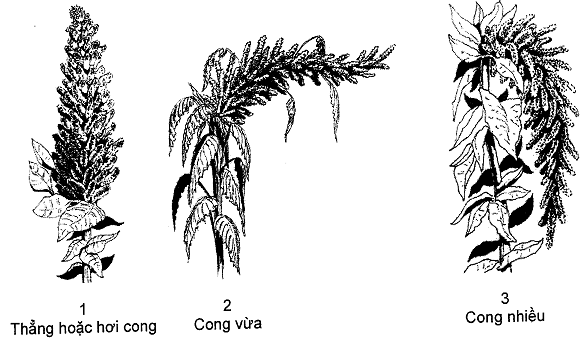 1
Thẳng hoặc hơi cong
2
Cong vừa
3
Cong nhiều